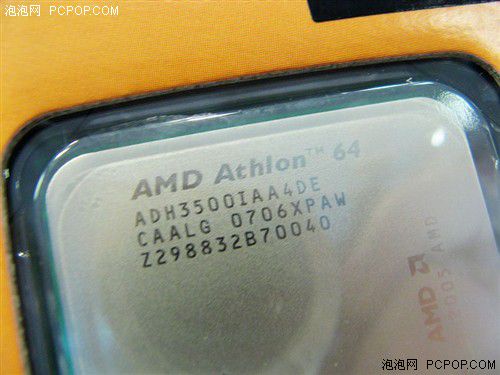 泡泡网 PCPOP.COM
AMD Athlon™ 64
ADH3500IAA4DE
CAALG 0706XPAW
Z298832B70040
AMD
2005 AMD
泡泡网 PCPOP.COM